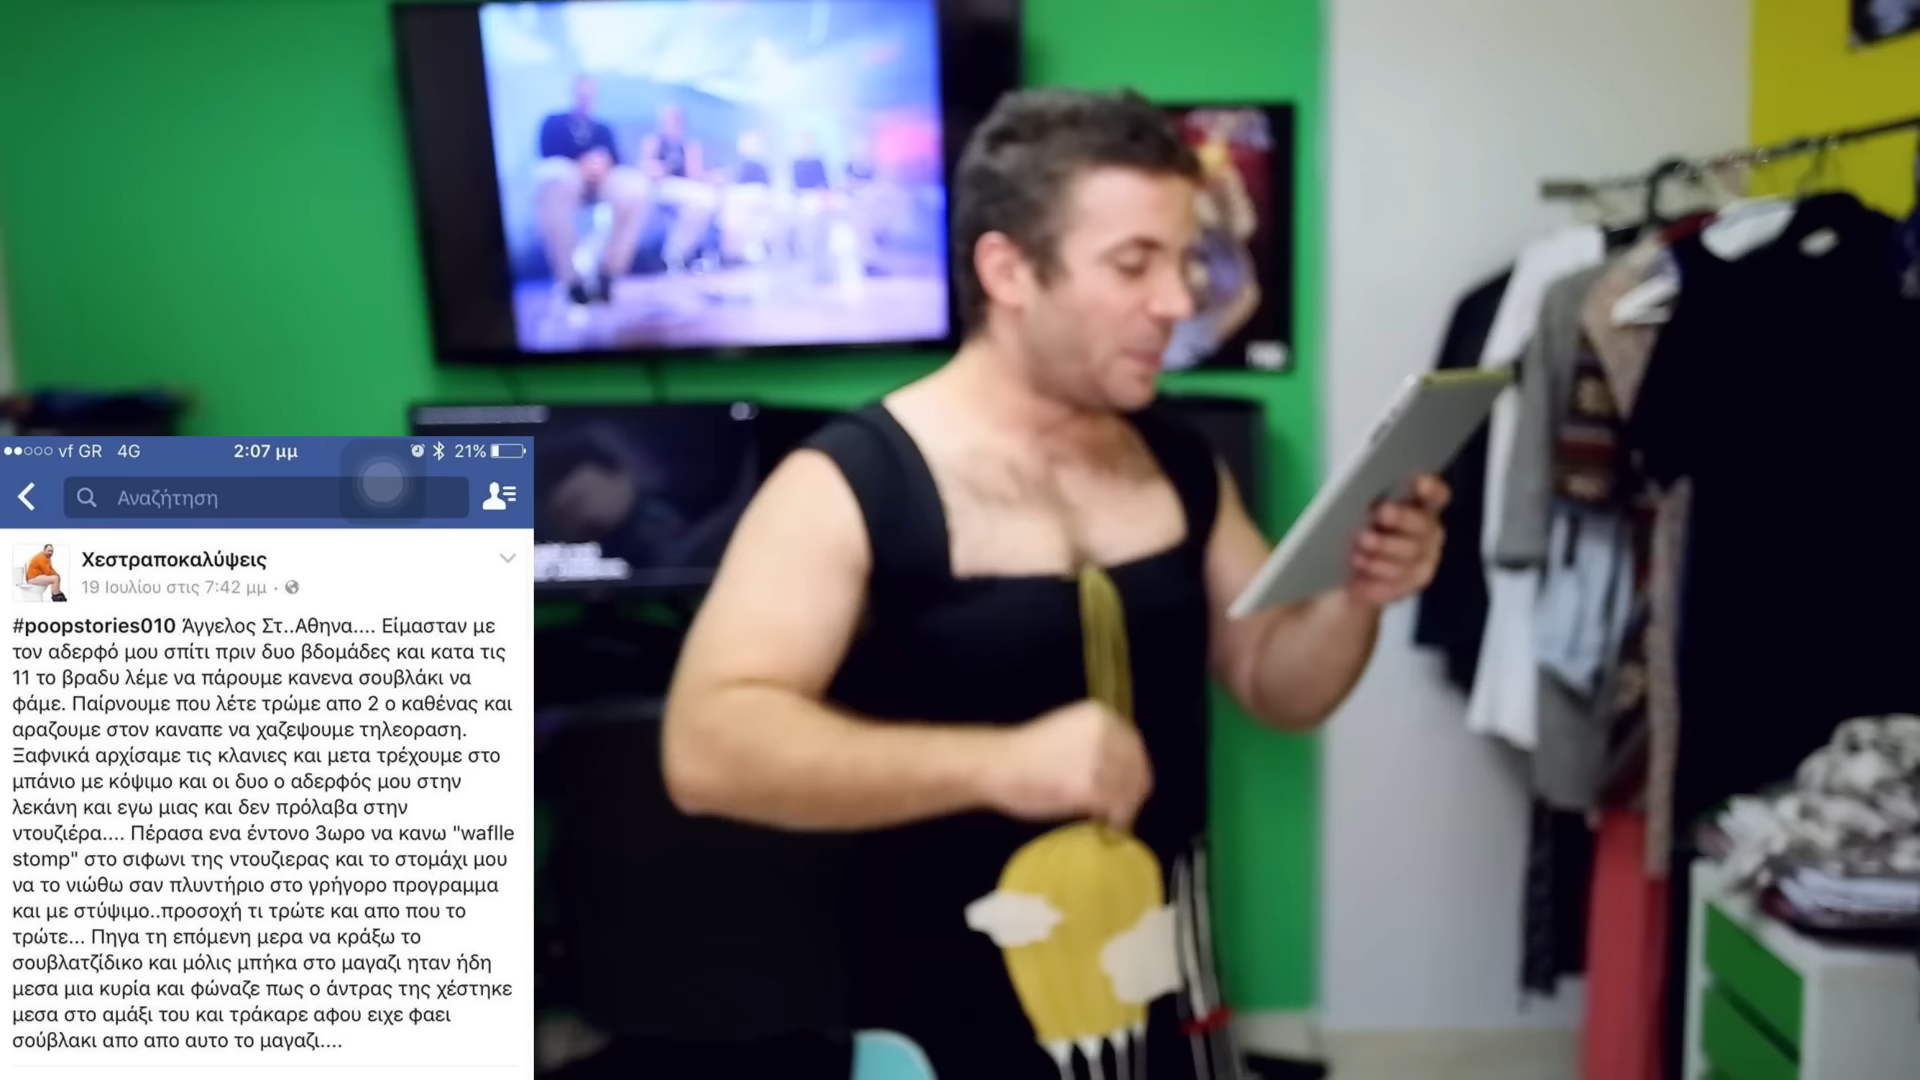 vf GR 4G 2:07 μμ 21%
Αναζήτηση
Χεστραποκαλύψεις
19 Ιουλίου στις 7:42 μμ
#poopstories010 Άγγελος Στ..Αθηνα.... Είμασταν με
τον αδερφό μου σπίτι πριν δυο βδομάδες και κατα τις
11 το βραδυ λέμε να πάρουμε κανενα σουβλάκι να
φάμε. Παίρνουμε που λέτε τρώμε απο 2 ο καθένας και
αραζουμε στον καναπε να χαζεψουμε τηλεοραση.
Ξαφνικά αρχίσαμε τις κλανιες και μετα τρέχουμε στο
μπάνιο με κόψιμο και οι δυο ο αδερφός μου στην
λεκάνη και εγω μιας και δεν πρόλαβα στην
ντουζιέρα.... Πέρασα ενα έντονο 3ωρο να κανω "waflle
stomp" στο σιφωνι της ντουζιερας και το στομάχι μου
να το νιώθω σαν πλυντήριο στο γρήγορο προγραμμα
και με στύψιμο..προσοχή τι τρώτε και απο που το
τρώτε... Πηγα τη επόμενη μερα να κράξω το
σουβλατζίδικο και μόλις μπήκα στο μαγαζι ηταν ήδη
μεσα μια κυρία και φώναζε πως ο άντρας της χέστηκε
μεσα στο αμάξι του και τράκαρε αφου ειχε φαει
σούβλακι απο απο αυτο το μαγαζι....